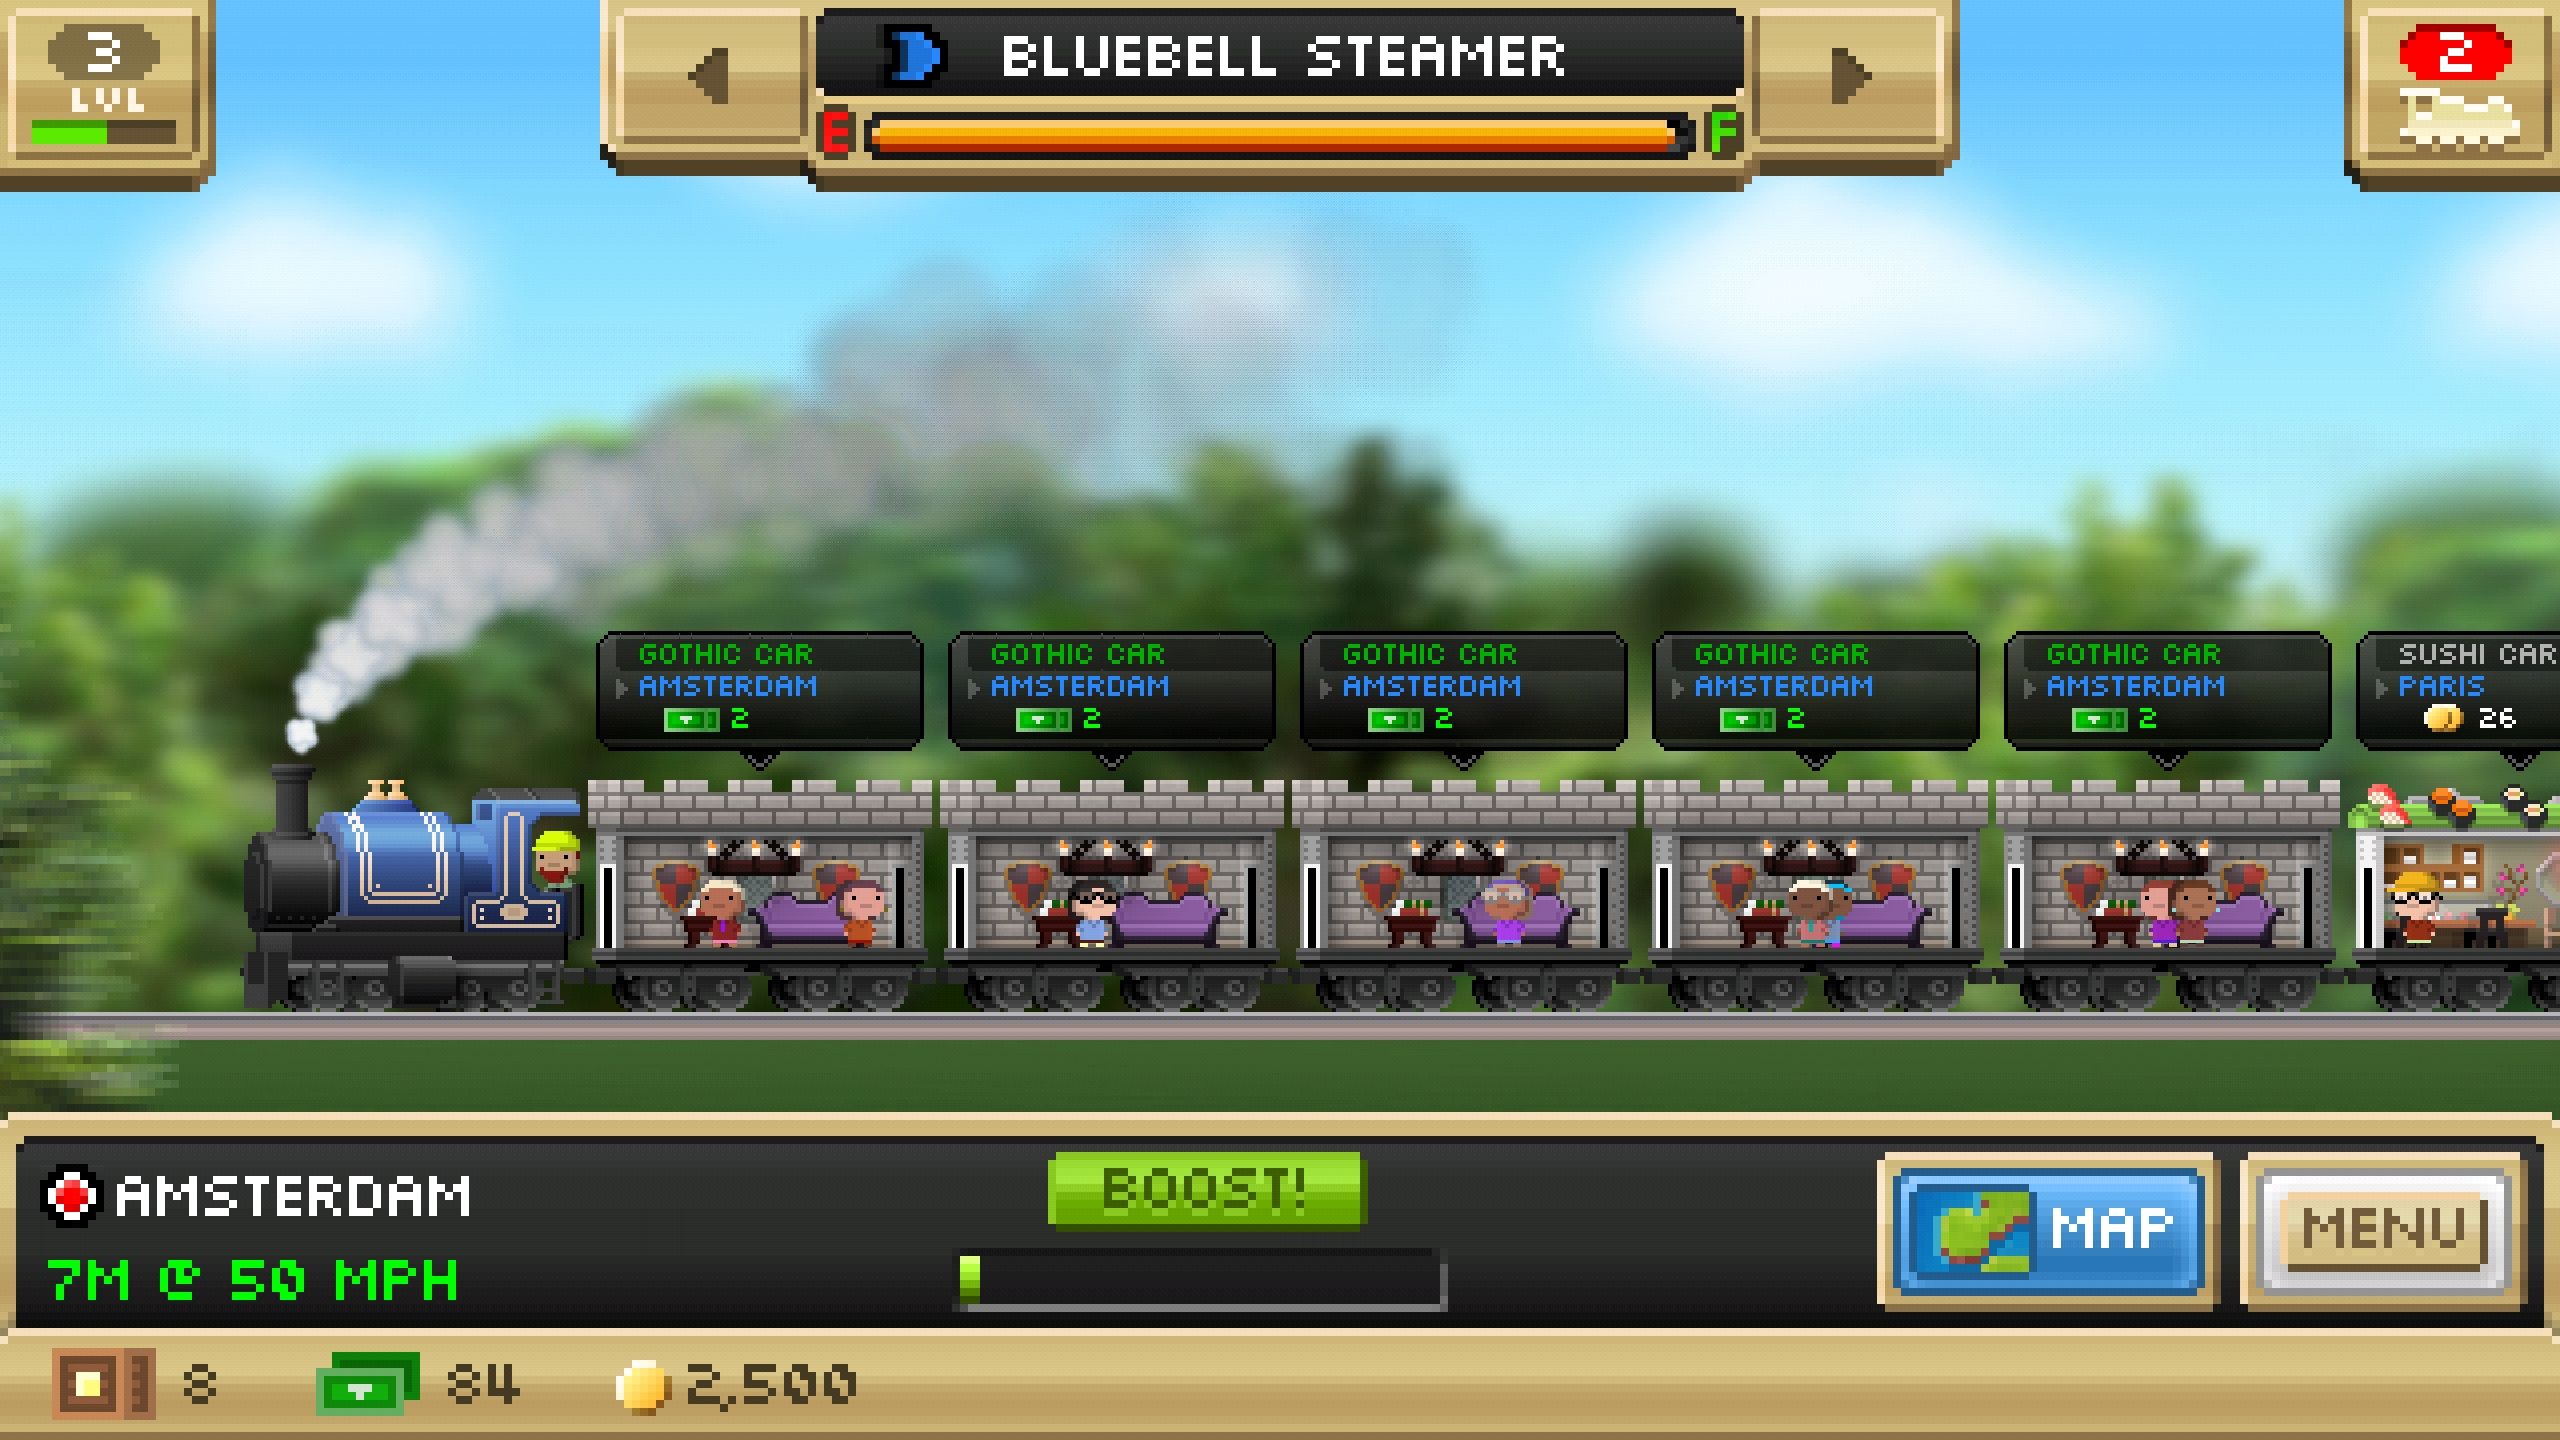 3
LVL
BLUEBELL STEAMER
E F
2
GOTHIC CAR
AMSTERDAM
2
GOTHIC CAR
AMSTERDAM
2
GOTHIC CAR
AMSTERDAM
2
GOTHIC CAR
AMSTERDAM
2
GOTHIC CAR
AMSTERDAM
2
SUSHI CAR
PARIS
26
AMSTERDAM
7M @ 50 MPH
BOOST!
MAP
MENU
8
84
2,500